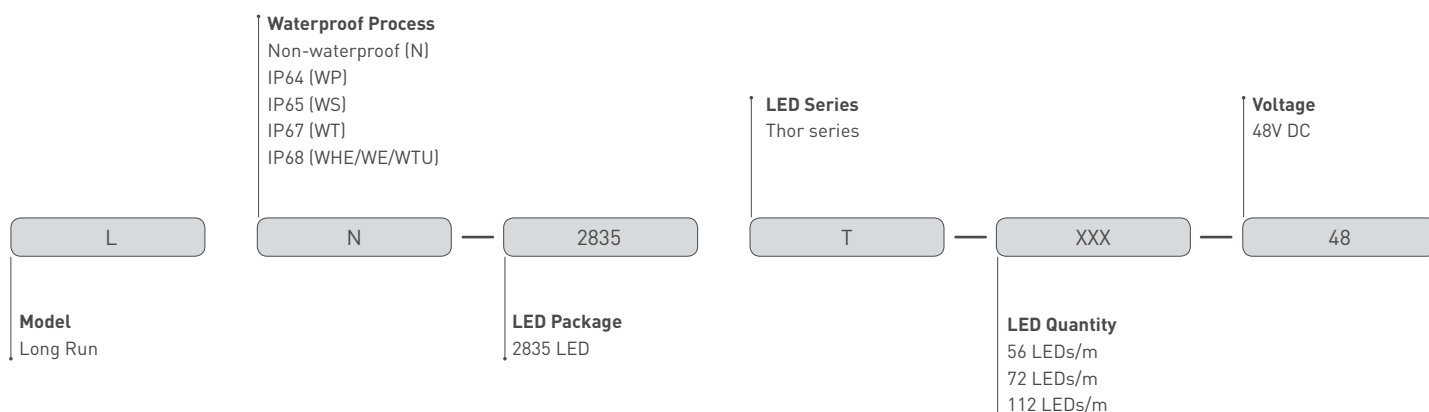 Waterproof Process
Non-waterproof (N)
IP64 (WP)
IP65 (WS)
IP67 (WT)
IP68 (WHE/WE/WTU)
LED Series
Thor series
Voltage
48V DC
L
N
2835
T
XXX
48
Model
Long Run
LED Package
2835 LED
LED Quantity
56 LEDs/m
72 LEDs/m
112 LEDs/m